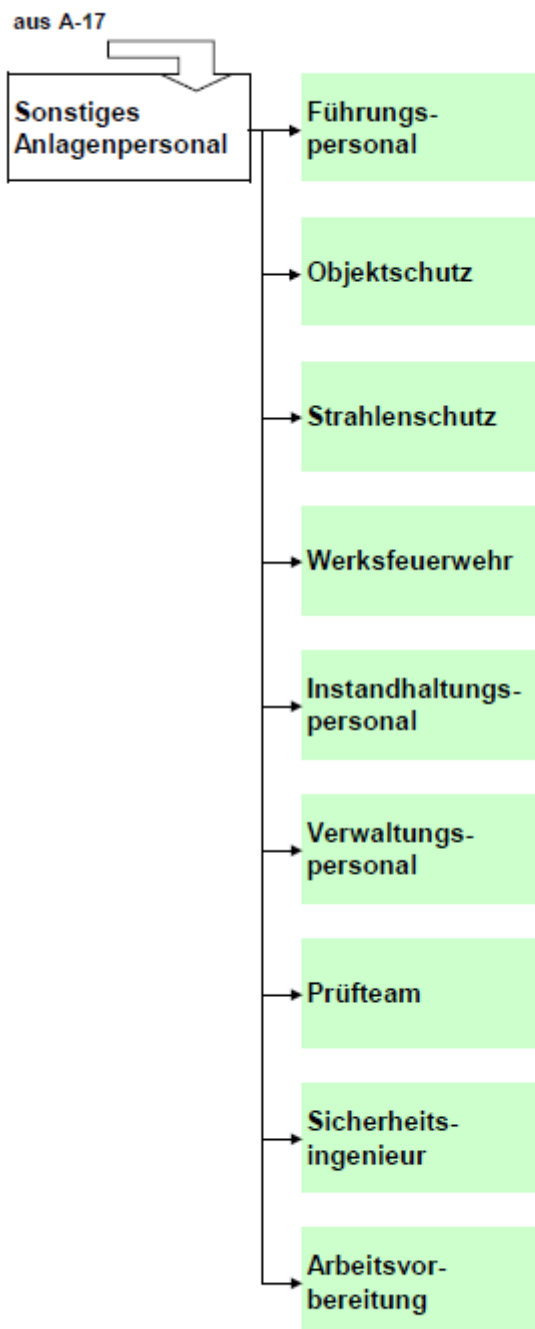 aus A-17
Sonstiges
Anlagenpersonal
Führungs-
personal
Objektschutz
Strahlenschutz
Werksfeuerwehr
Instandhaltungs-
personal
Verwaltungs-
personal
Prüfteam
Sicherheits-
ingenieur
Arbeitsvor-
bereitung